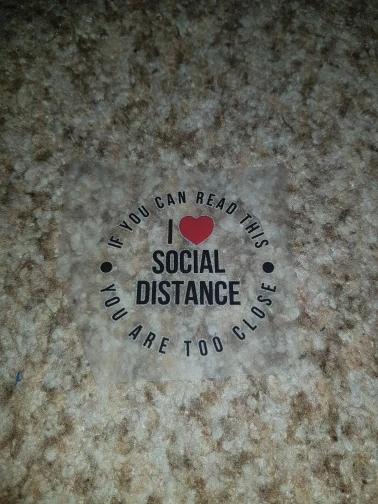 IF YOU CAN READ THIS
I ❤
SOCIAL
DISTANCE
YOU ARE TOO CLOSE